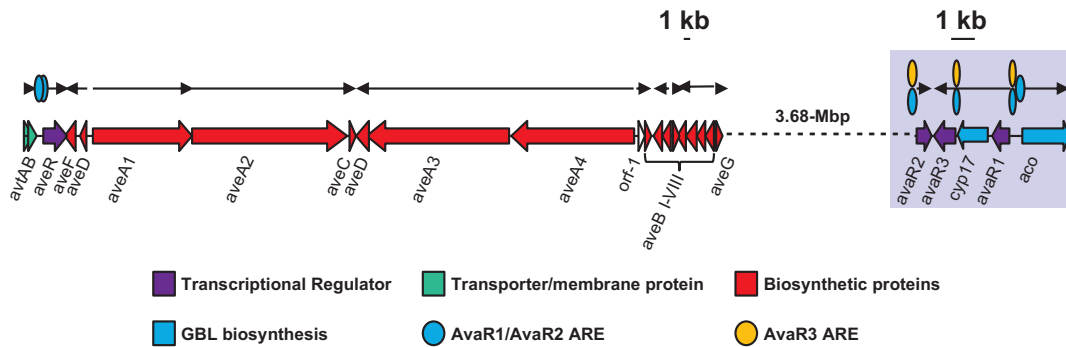 1 kb
1 kb
3.68-Mbp
avtAB
aveR
aveF
aveD
aveA1
aveA2
aveC
aveD
aveA3
aveA4
orf-1
aveB I-VIII
aveG
avaR2
avaR3
cyp17
avaR1
aco
Transcriptional Regulator
Transporter/membrane protein
Biosynthetic proteins
GBL biosynthesis
AvaR1/AvaR2 ARE
AvaR3 ARE